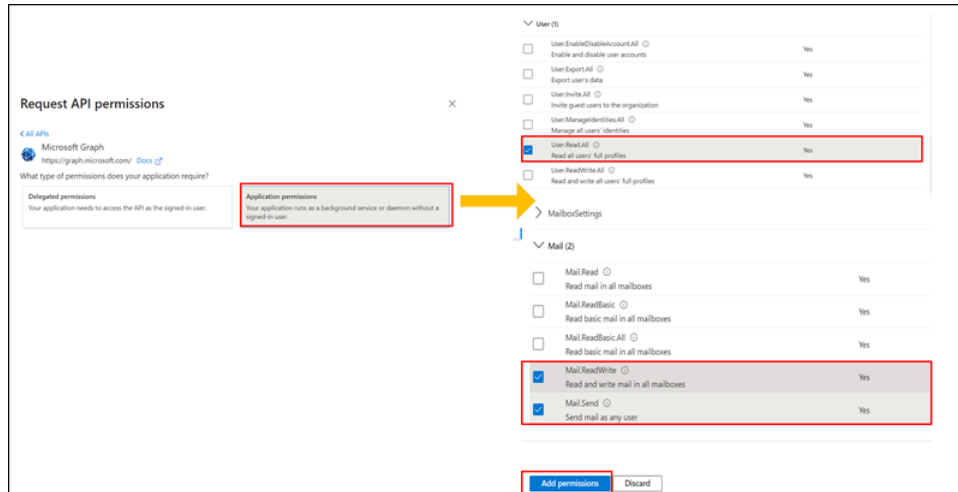 Request API permissions
All APIs
Microsoft Graph
https://graph.microsoft.com/ Docs
What type of permissions does your application require?
Delegated permissions
Your application needs to access the API as the signed-in user.
Application permissions
Your application runs as a background service or daemon without a
signed-in user.
User (1)
User.EnableDisableAccount.All
Enable and disable user accounts
Yes
User.Export.All
Export user's data
Yes
User.Invite.All
Invite guest users to the organization
Yes
User.ManageIdentities.All
Manage all users' identities
Yes
User.Read.All
Read all users' full profiles
Yes
User.ReadWrite.All
Read and write all users' full profiles
Yes
MailboxSettings
Mail (2)
Mail.Read
Read mail in all mailboxes
Yes
Mail.ReadBasic
Read basic mail in all mailboxes
Yes
Mail.ReadBasic.All
Read basic mail in all mailboxes
Yes
Mail.ReadWrite
Read and write mail in all mailboxes
Yes
Mail.Send
Send mail as any user
Yes
Add permissions
Discard